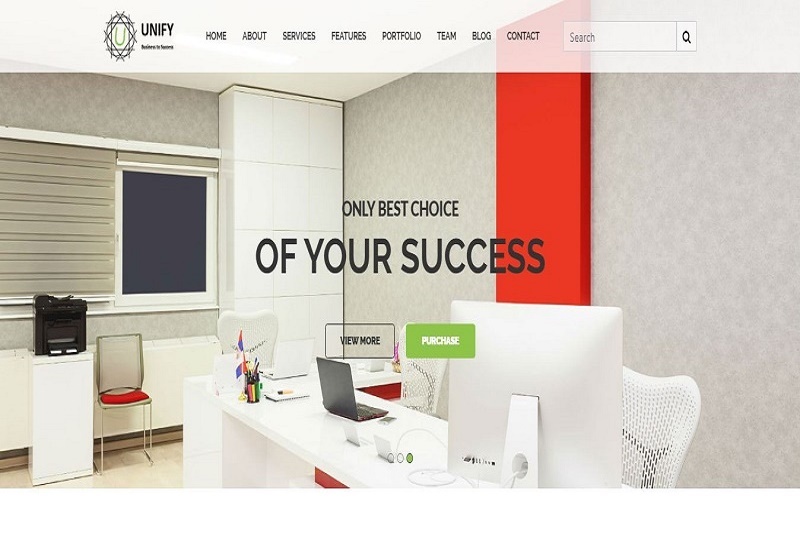 UNIFY
Business to Success
HOME ABOUT SERVICES FEATURES PORTFOLIO TEAM BLOG CONTACT
Search
ONLY BEST CHOICE
OF YOUR SUCCESS
VIEW MORE PURCHASE